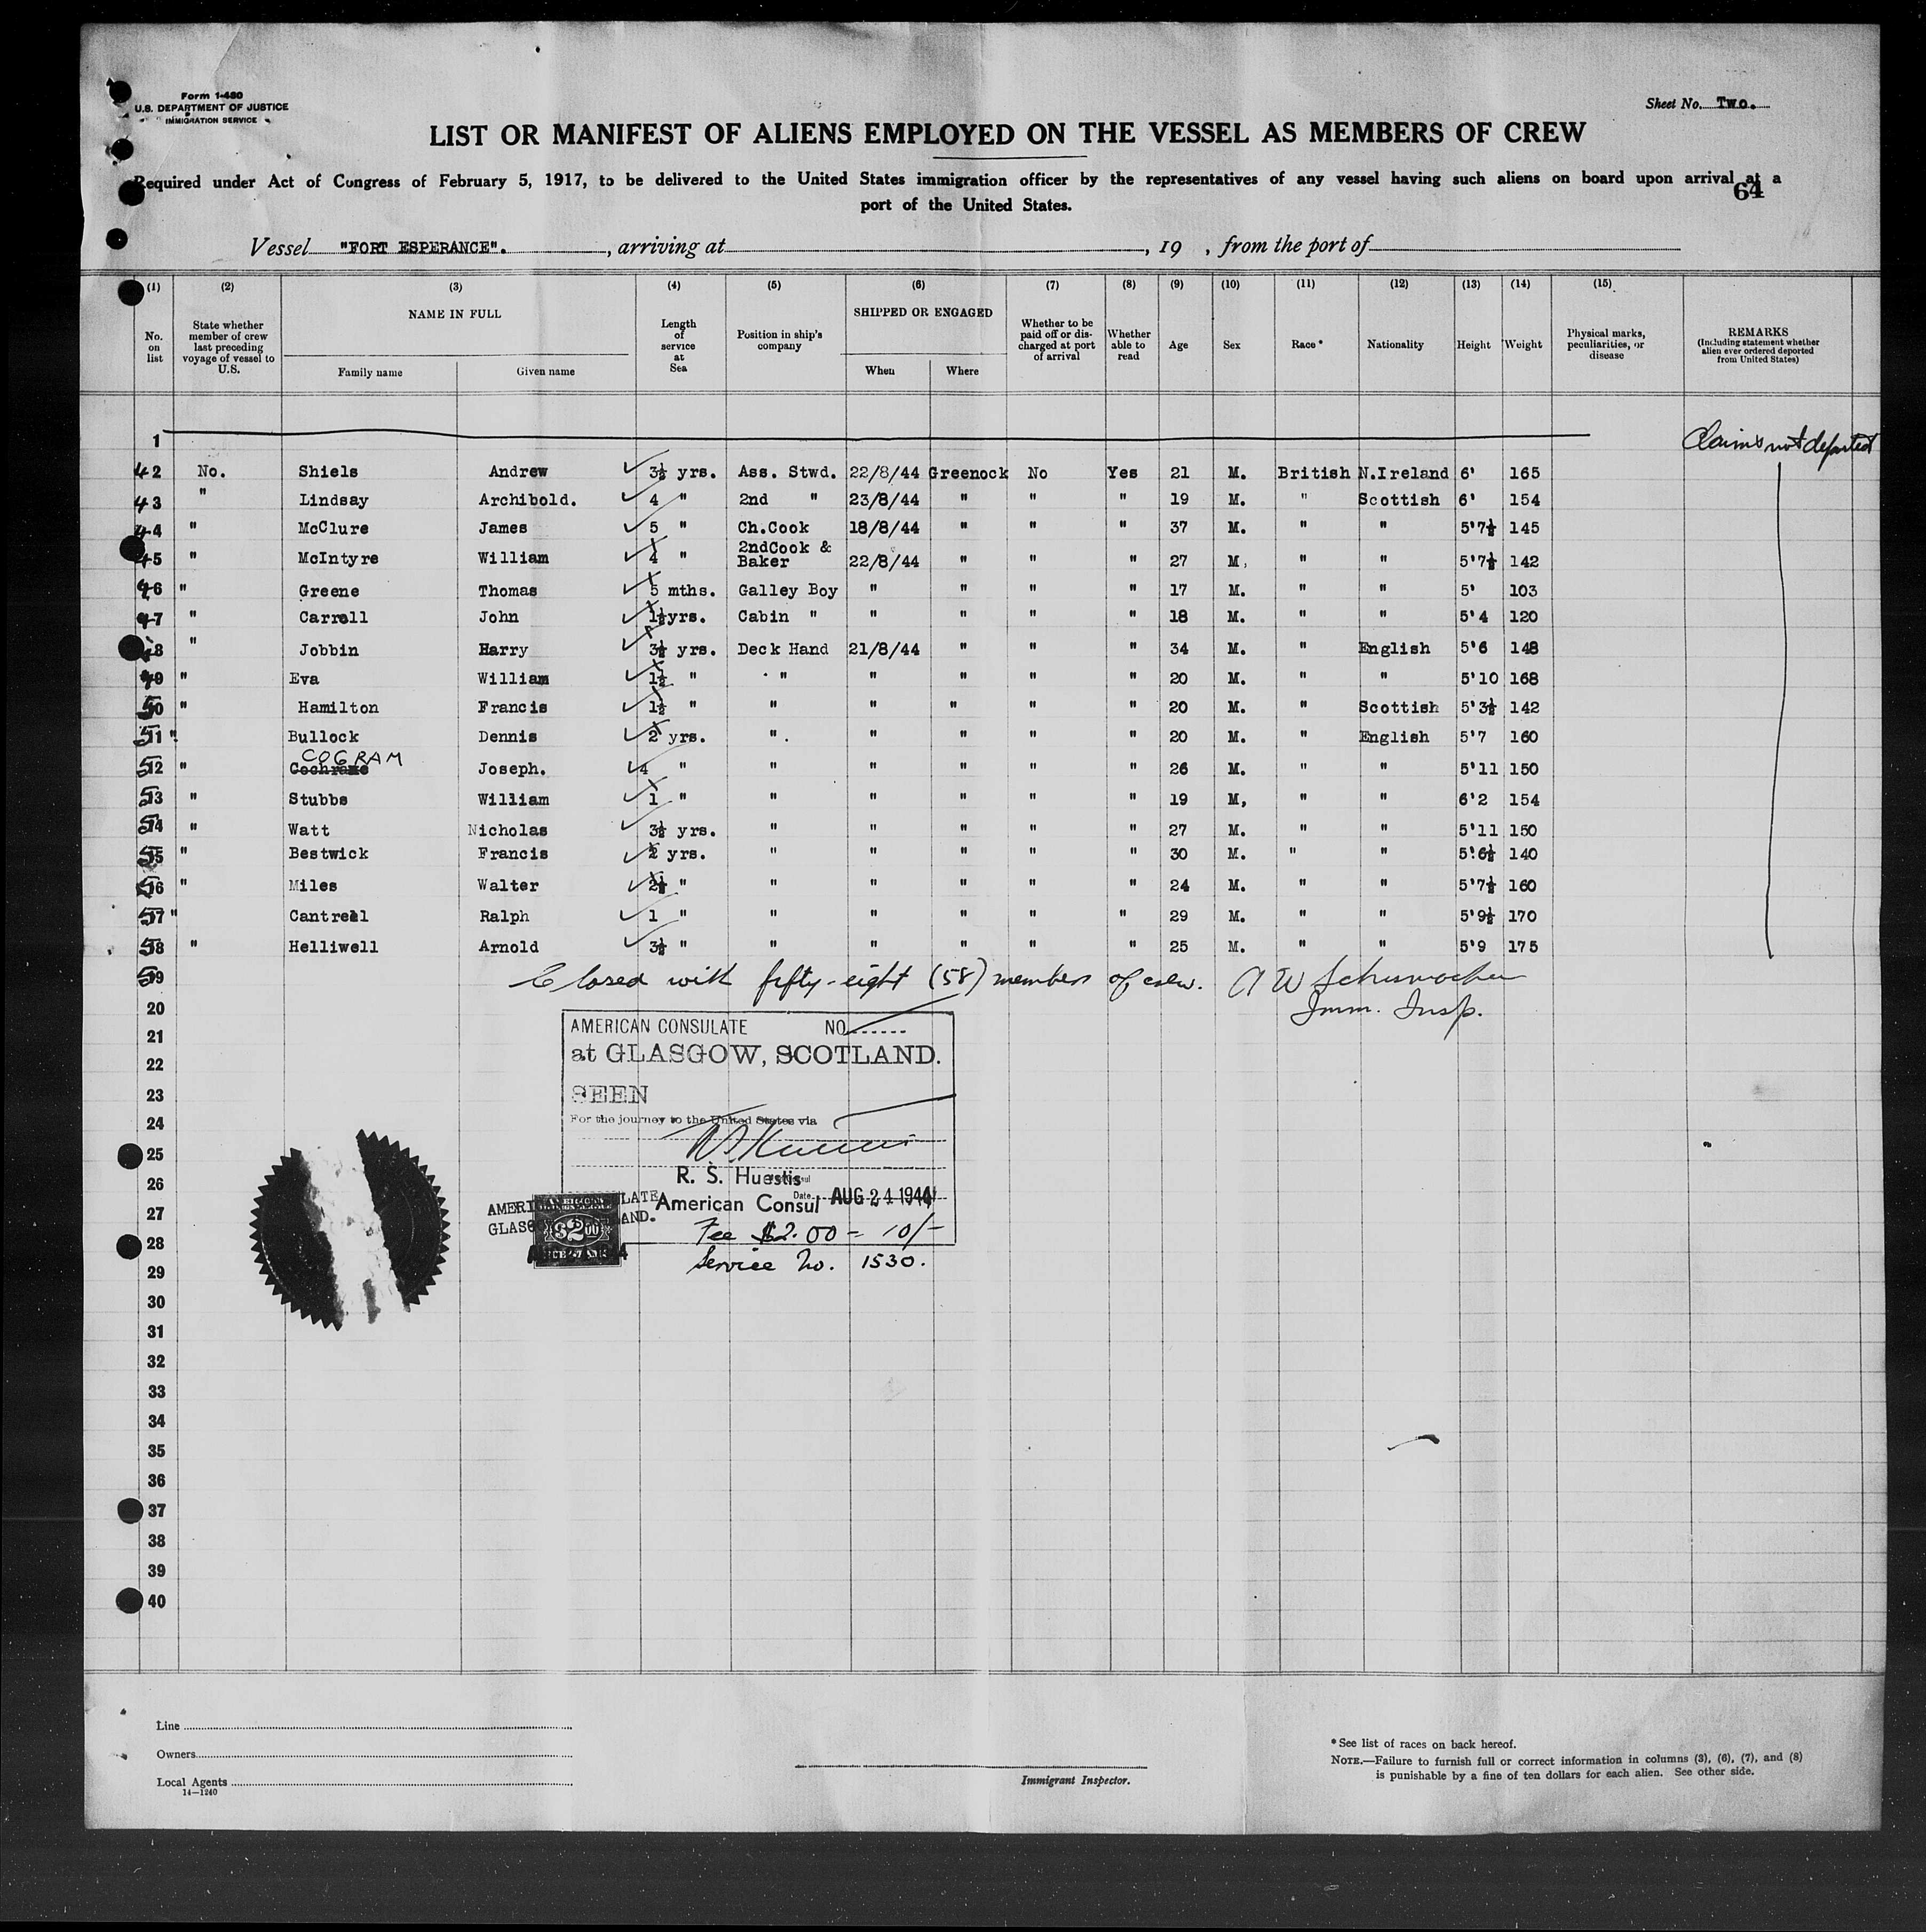 Form 1-480
U.S. DEPARTMENT OF JUSTICE
IMMIGRATION SERVICE
Sheet No. Two.
LIST OR MANIFEST OF ALIENS EMPLOYED ON THE VESSEL AS MEMBERS OF CREW
Required under Act of Congress of February 5, 1917, to be delivered to the United States immigration officer by the representatives of any vessel having such aliens on board upon arrival at a
port of the United States.
64
Vessel "FORT ESPERANCE". , arriving at , 19 , from the port of
(1) (2) (3) (4) (5) (6) (7) (8) (9) (10) (11) (12) (13) (14) (15)
No. on list
State whether member of crew last preceding voyage of vessel to U.S.
NAME IN FULL
Family name Given name
Length of service at Sea
Position in ship's company
SHIPPED OR ENGAGED
When Where
Whether to be paid off or discharged at port of arrival
Whether able to read
Age
Sex
Race *
Nationality
Height
Weight
Physical marks, peculiarities, or disease
REMARKS
(Including statement whether alien ever ordered deported from United States)
1
Claims not deported
42 No. Shiels Andrew 3½ yrs. Ass. Stwd. 22/8/44 Greenock No Yes 21 M. British N.Ireland 6' 165
43 " Lindsay Archibold. 4 " 2nd " 23/8/44 " " " 19 M. " Scottish 6' 154
44 " McClure James 5 " Ch.Cook 18/8/44 " " " 37 M. " " 5'7½ 145
45 " McIntyre William 4 " 2ndCook & Baker 22/8/44 " " " 27 M, " " 5'7½ 142
46 " Greene Thomas 5 mths. Galley Boy " " " " 17 M. " " 5' 103
47 " Carroll John 1½yrs. Cabin " " " " " 18 M. " " 5'4 120
48 " Jobbin Harry 3½ yrs. Deck Hand 21/8/44 " " " 34 M. " English 5'6 148
49 " Eva William 1½ " " " " " " " 20 M. " " 5'10 168
50 " Hamilton Francis 1½ " " " " " " 20 M. " Scottish 5'3½ 142
51 " Bullock Dennis 2 yrs. " " " " " 20 M. " English 5'7 160
COGRAM
52 " Cochrane Joseph. 4 " " " " " " 26 M. " " 5'11 150
53 " Stubbs William 1 " " " " " " 19 M, " " 6'2 154
54 " Watt Nicholas 3½ yrs. " " " " " 27 M. " " 5'11 150
55 " Bestwick Francis 2 yrs. " " " " " 30 M. " " 5'6½ 140
56 " Miles Walter 2½ " " " " " " 24 M. " " 5'7½ 160
57 " Cantrell Ralph 1 " " " " " " 29 M. " " 5'9½ 170
58 " Helliwell Arnold 3½ " " " " " " 25 M. " " 5'9 175
59 Closed with fifty-eight (58) members of crew. A W Schumacher
Imm. Insp.
20
21
22
23
24
25
26
27
28
29
30
31
32
33
34
35
36
37
38
39
40
AMERICAN CONSULATE NO.
at GLASGOW, SCOTLAND.
SEEN
For the journey to the United States via
R. S. Huestis
American Consul Date AUG 24 1944
Fee $2.00 = 10/-
Service No. 1530.
$2.00
Line
Owners
Local Agents
14—1240
Immigrant Inspector.
* See list of races on back hereof.
NOTE.—Failure to furnish full or correct information in columns (3), (6), (7), and (8)
is punishable by a fine of ten dollars for each alien. See other side.